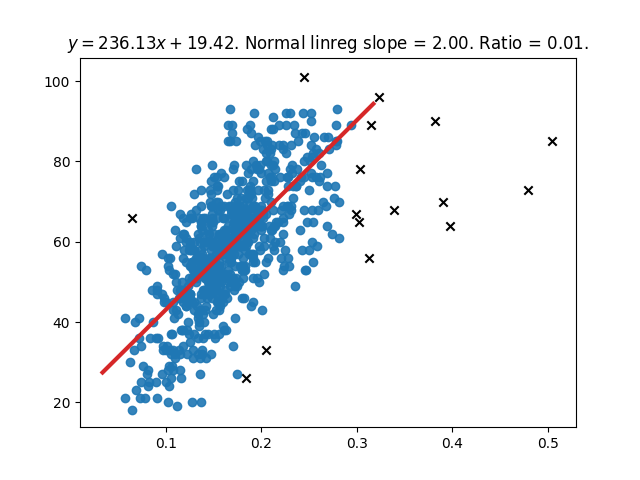 y = 236.13x + 19.42. Normal linreg slope = 2.00. Ratio = 0.01.
100
80
60
40
20
0.1 0.2 0.3 0.4 0.5